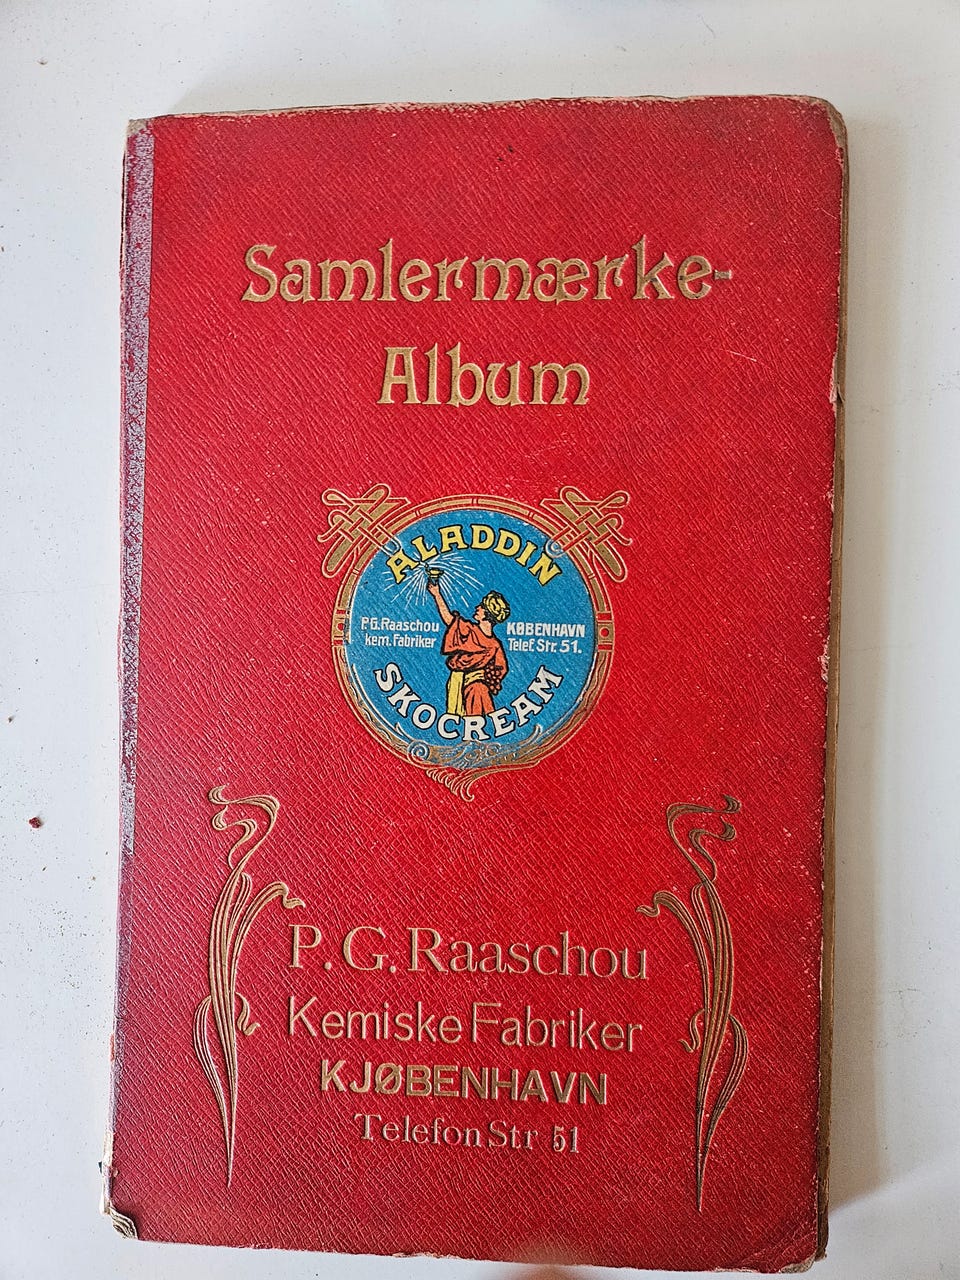 Samlermærke-
Album
ALADDIN
P.G.Raaschou
kem. Fabriker
KØBENHAVN
Telef. Str. 51.
SKOCREAM
P.G.Raaschou
Kemiske Fabriker
KJØBENHAVN
Telefon Str 51